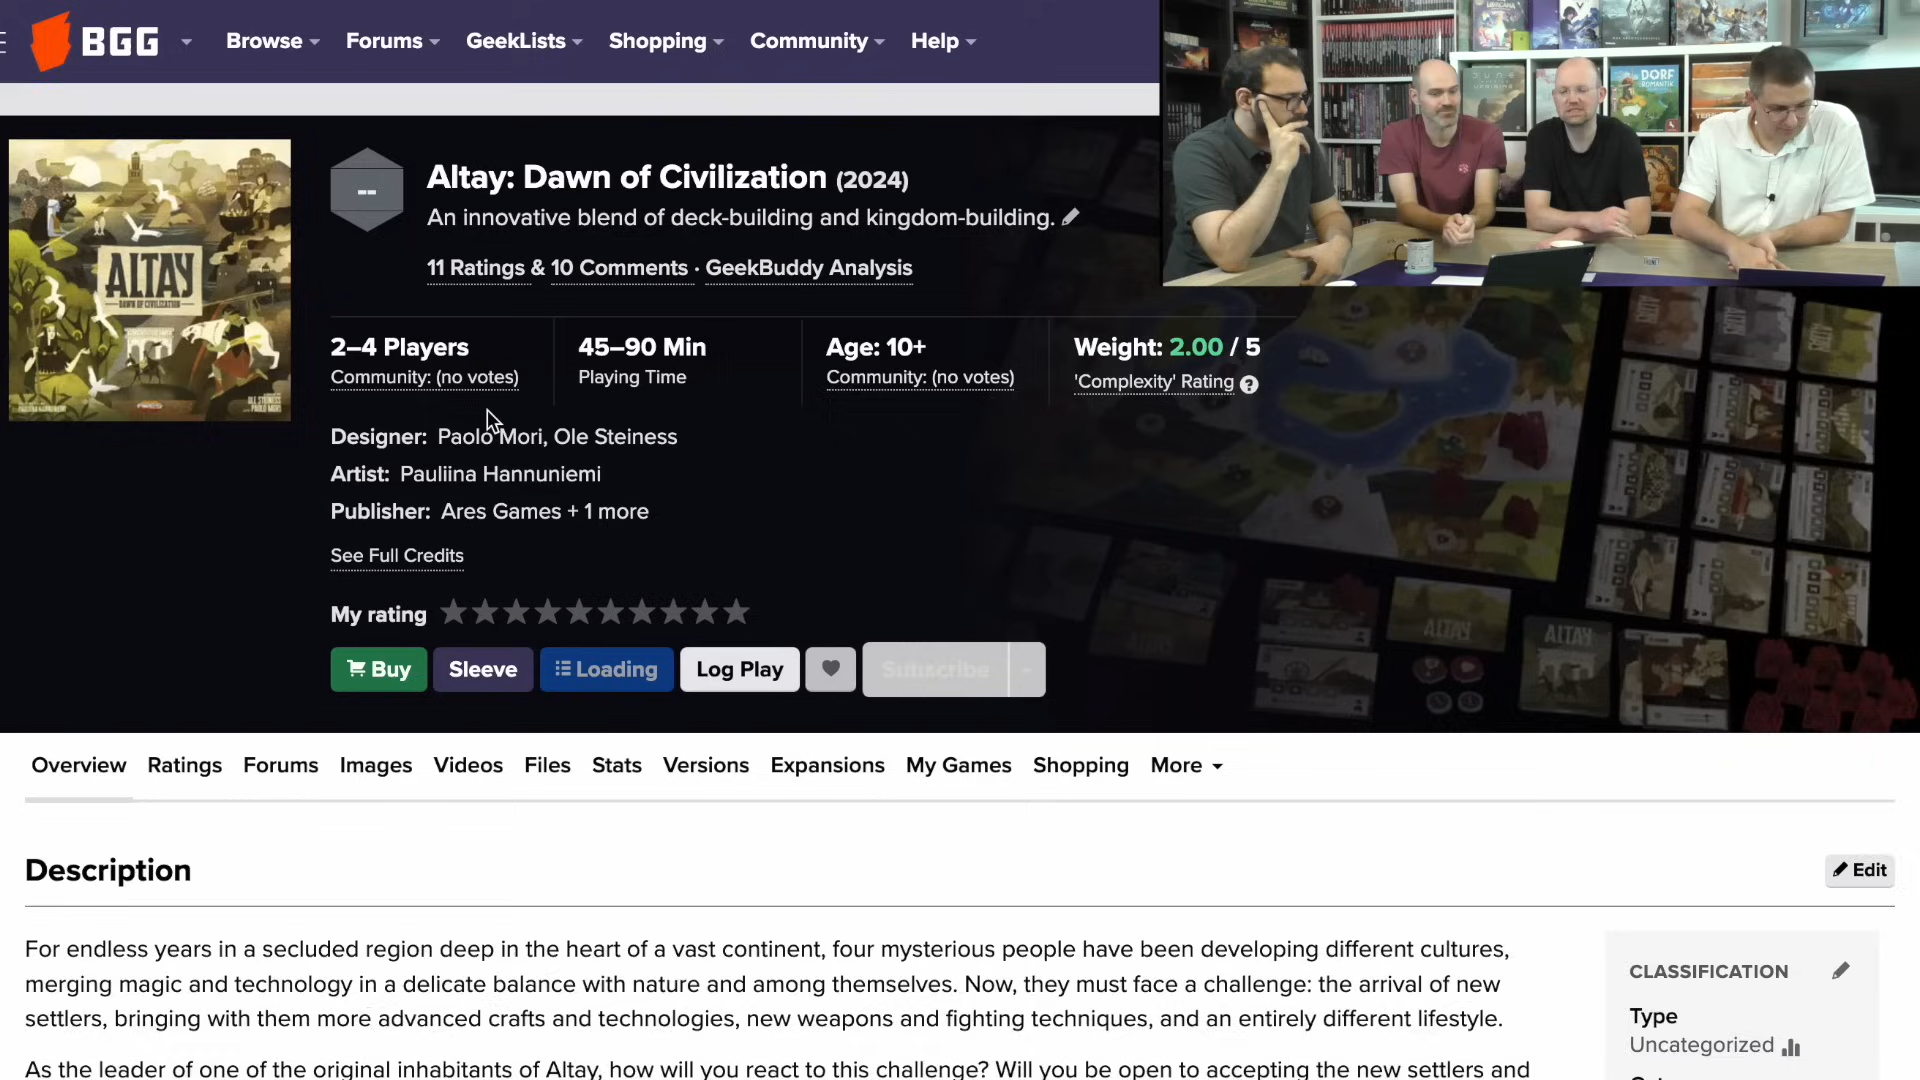 BGG
Browse Forums GeekLists Shopping Community Help
DUNE
DORF
ROMANTIK
ALTAY
DAWN OF CIVILIZATION
--
Altay: Dawn of Civilization (2024)
An innovative blend of deck-building and kingdom-building.
11 Ratings & 10 Comments · GeekBuddy Analysis
2–4 Players 45–90 Min Age: 10+ Weight: 2.00 / 5
Community: (no votes) Playing Time Community: (no votes) 'Complexity' Rating ?
Designer: Paolo Mori, Ole Steiness
Artist: Pauliina Hannuniemi
Publisher: Ares Games + 1 more
See Full Credits
My rating
Buy Sleeve Loading Log Play Subscribe
ALTAY
ALTAY
Overview Ratings Forums Images Videos Files Stats Versions Expansions My Games Shopping More
Description
Edit
For endless years in a secluded region deep in the heart of a vast continent, four mysterious people have been developing different cultures,
merging magic and technology in a delicate balance with nature and among themselves. Now, they must face a challenge: the arrival of new
settlers, bringing with them more advanced crafts and technologies, new weapons and fighting techniques, and an entirely different lifestyle.
As the leader of one of the original inhabitants of Altay, how will you react to this challenge? Will you be open to accepting the new settlers and
CLASSIFICATION
Type
Uncategorized